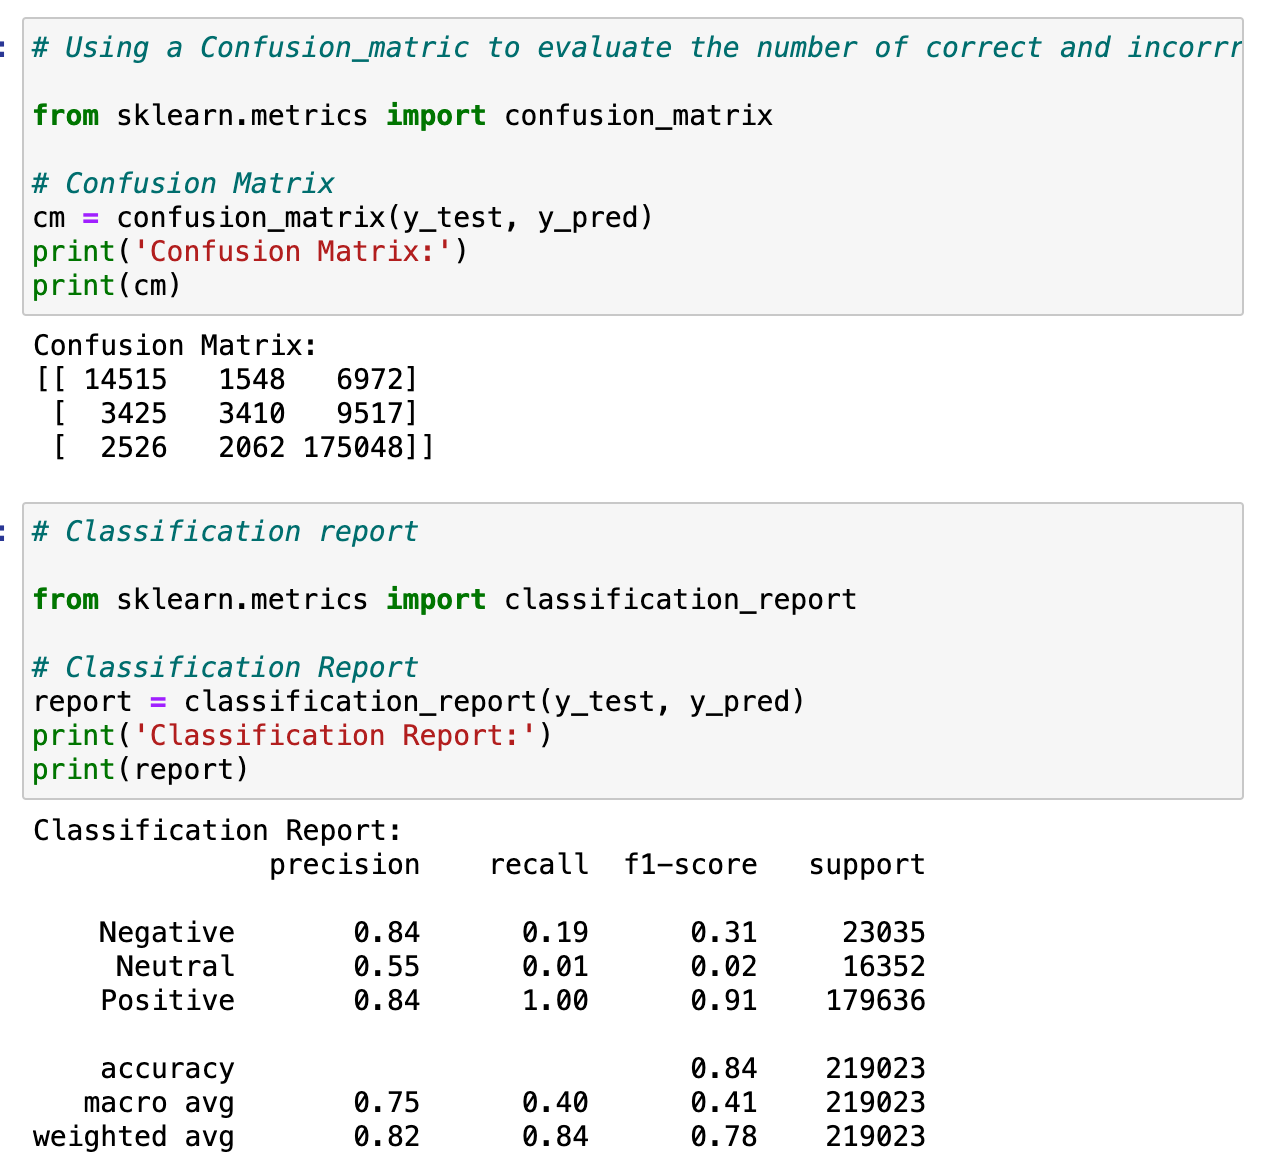 # Using a Confusion_matric to evaluate the number of correct and incorrr
from sklearn.metrics import confusion_matrix
# Confusion Matrix
cm = confusion_matrix(y_test, y_pred)
print('Confusion Matrix:')
print(cm)
Confusion Matrix:
[[ 14515   1548   6972]
 [  3425   3410   9517]
 [  2526   2062 175048]]
# Classification report
from sklearn.metrics import classification_report
# Classification Report
report = classification_report(y_test, y_pred)
print('Classification Report:')
print(report)
Classification Report:
              precision    recall  f1-score   support
    Negative       0.84      0.19      0.31     23035
     Neutral       0.55      0.01      0.02     16352
    Positive       0.84      1.00      0.91    179636
    accuracy                           0.84    219023
   macro avg       0.75      0.40      0.41    219023
weighted avg       0.82      0.84      0.78    219023